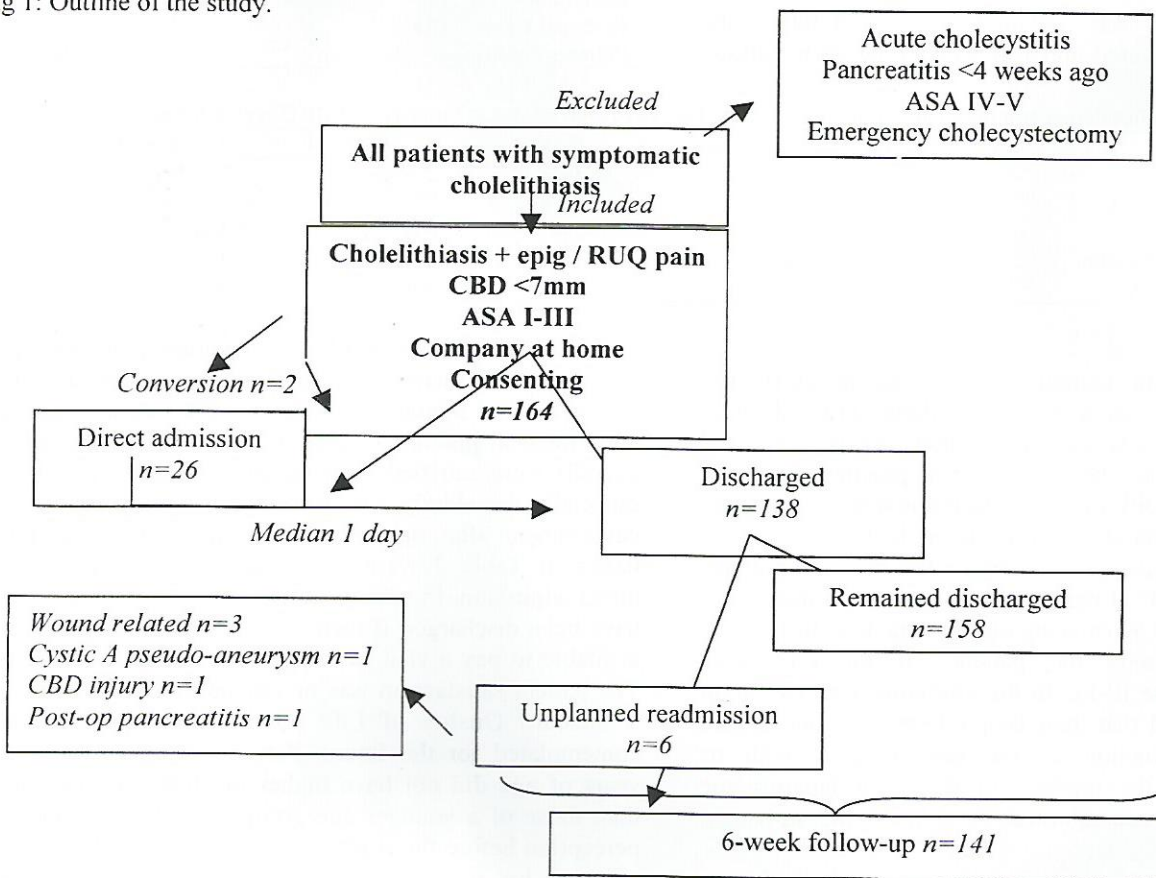 g 1: Outline of the study.
Acute cholecystitis
Pancreatitis <4 weeks ago
ASA IV-V
Emergency cholecystectomy
Excluded
All patients with symptomatic
cholelithiasis
Included
Cholelithiasis + epig / RUQ pain
CBD <7mm
ASA I-III
Company at home
Consenting
n=164
Conversion n=2
Direct admission
n=26
Discharged
n=138
Median 1 day
Remained discharged
n=158
Wound related n=3
Cystic A pseudo-aneurysm n=1
CBD injury n=1
Post-op pancreatitis n=1
Unplanned readmission
n=6
6-week follow-up n=141